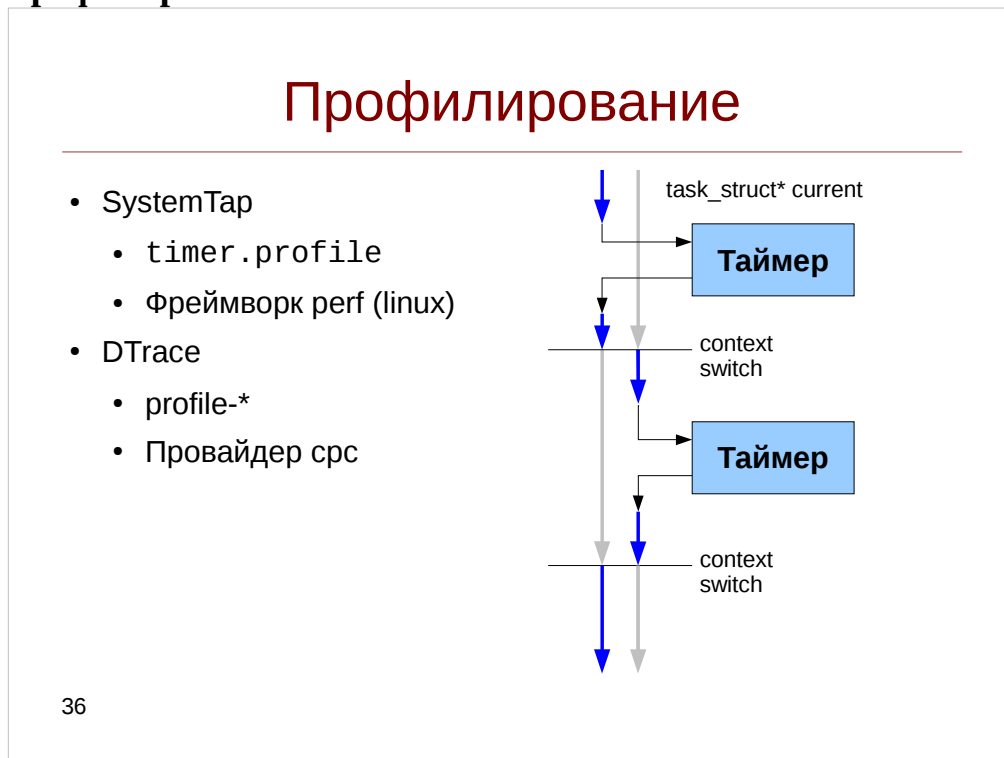 Профилирование
• SystemTap
• timer.profile
• Фреймворк perf (linux)
• DTrace
• profile-*
• Провайдер cpc
task_struct* current
Таймер
context
switch
Таймер
context
switch
36